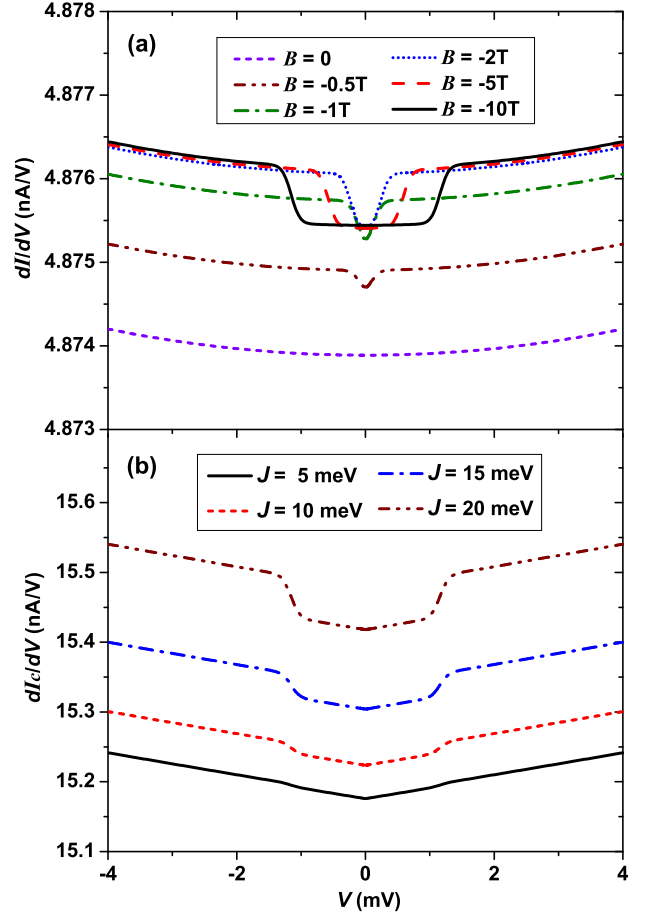 4.878
(a)
B = 0
B = -2T
B = -0.5T
B = -5T
B = -1T
B = -10T
4.877
4.876
4.875
4.874
4.873
dI/dV (nA/V)
(b)
J = 5 meV
J = 15 meV
J = 10 meV
J = 20 meV
15.6
15.5
15.4
15.3
15.2
15.1
dIc/dV (nA/V)
-4
-2
0
2
4
V (mV)